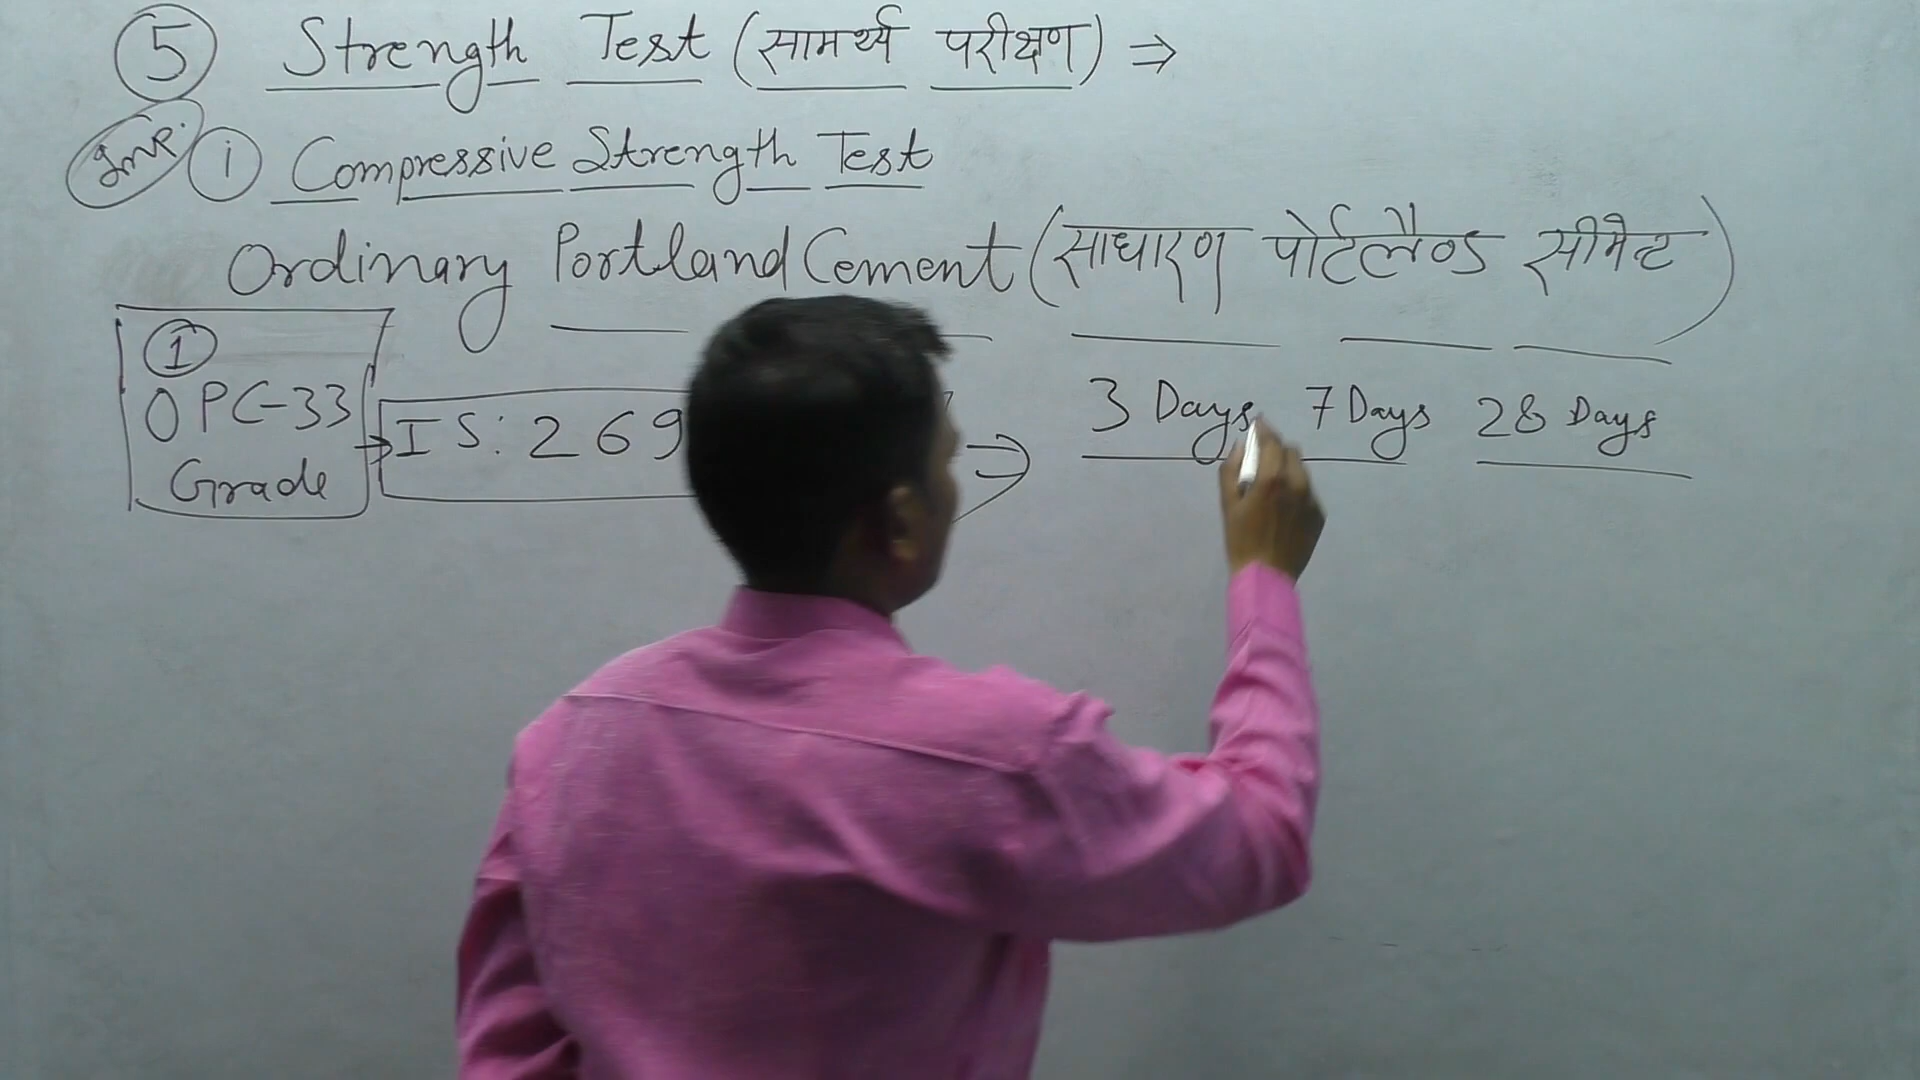 ⑤ Strength Test (सामर्थ्य परीक्षण) ⇒
Imp. ⓘ Compressive Strength Test
Ordinary Portland Cement (साधारण पोर्टलैण्ड सीमेन्ट)
①
OPC-33
Grade
→ IS: 269 ⇒ 3 Days 7 Days 28 Days